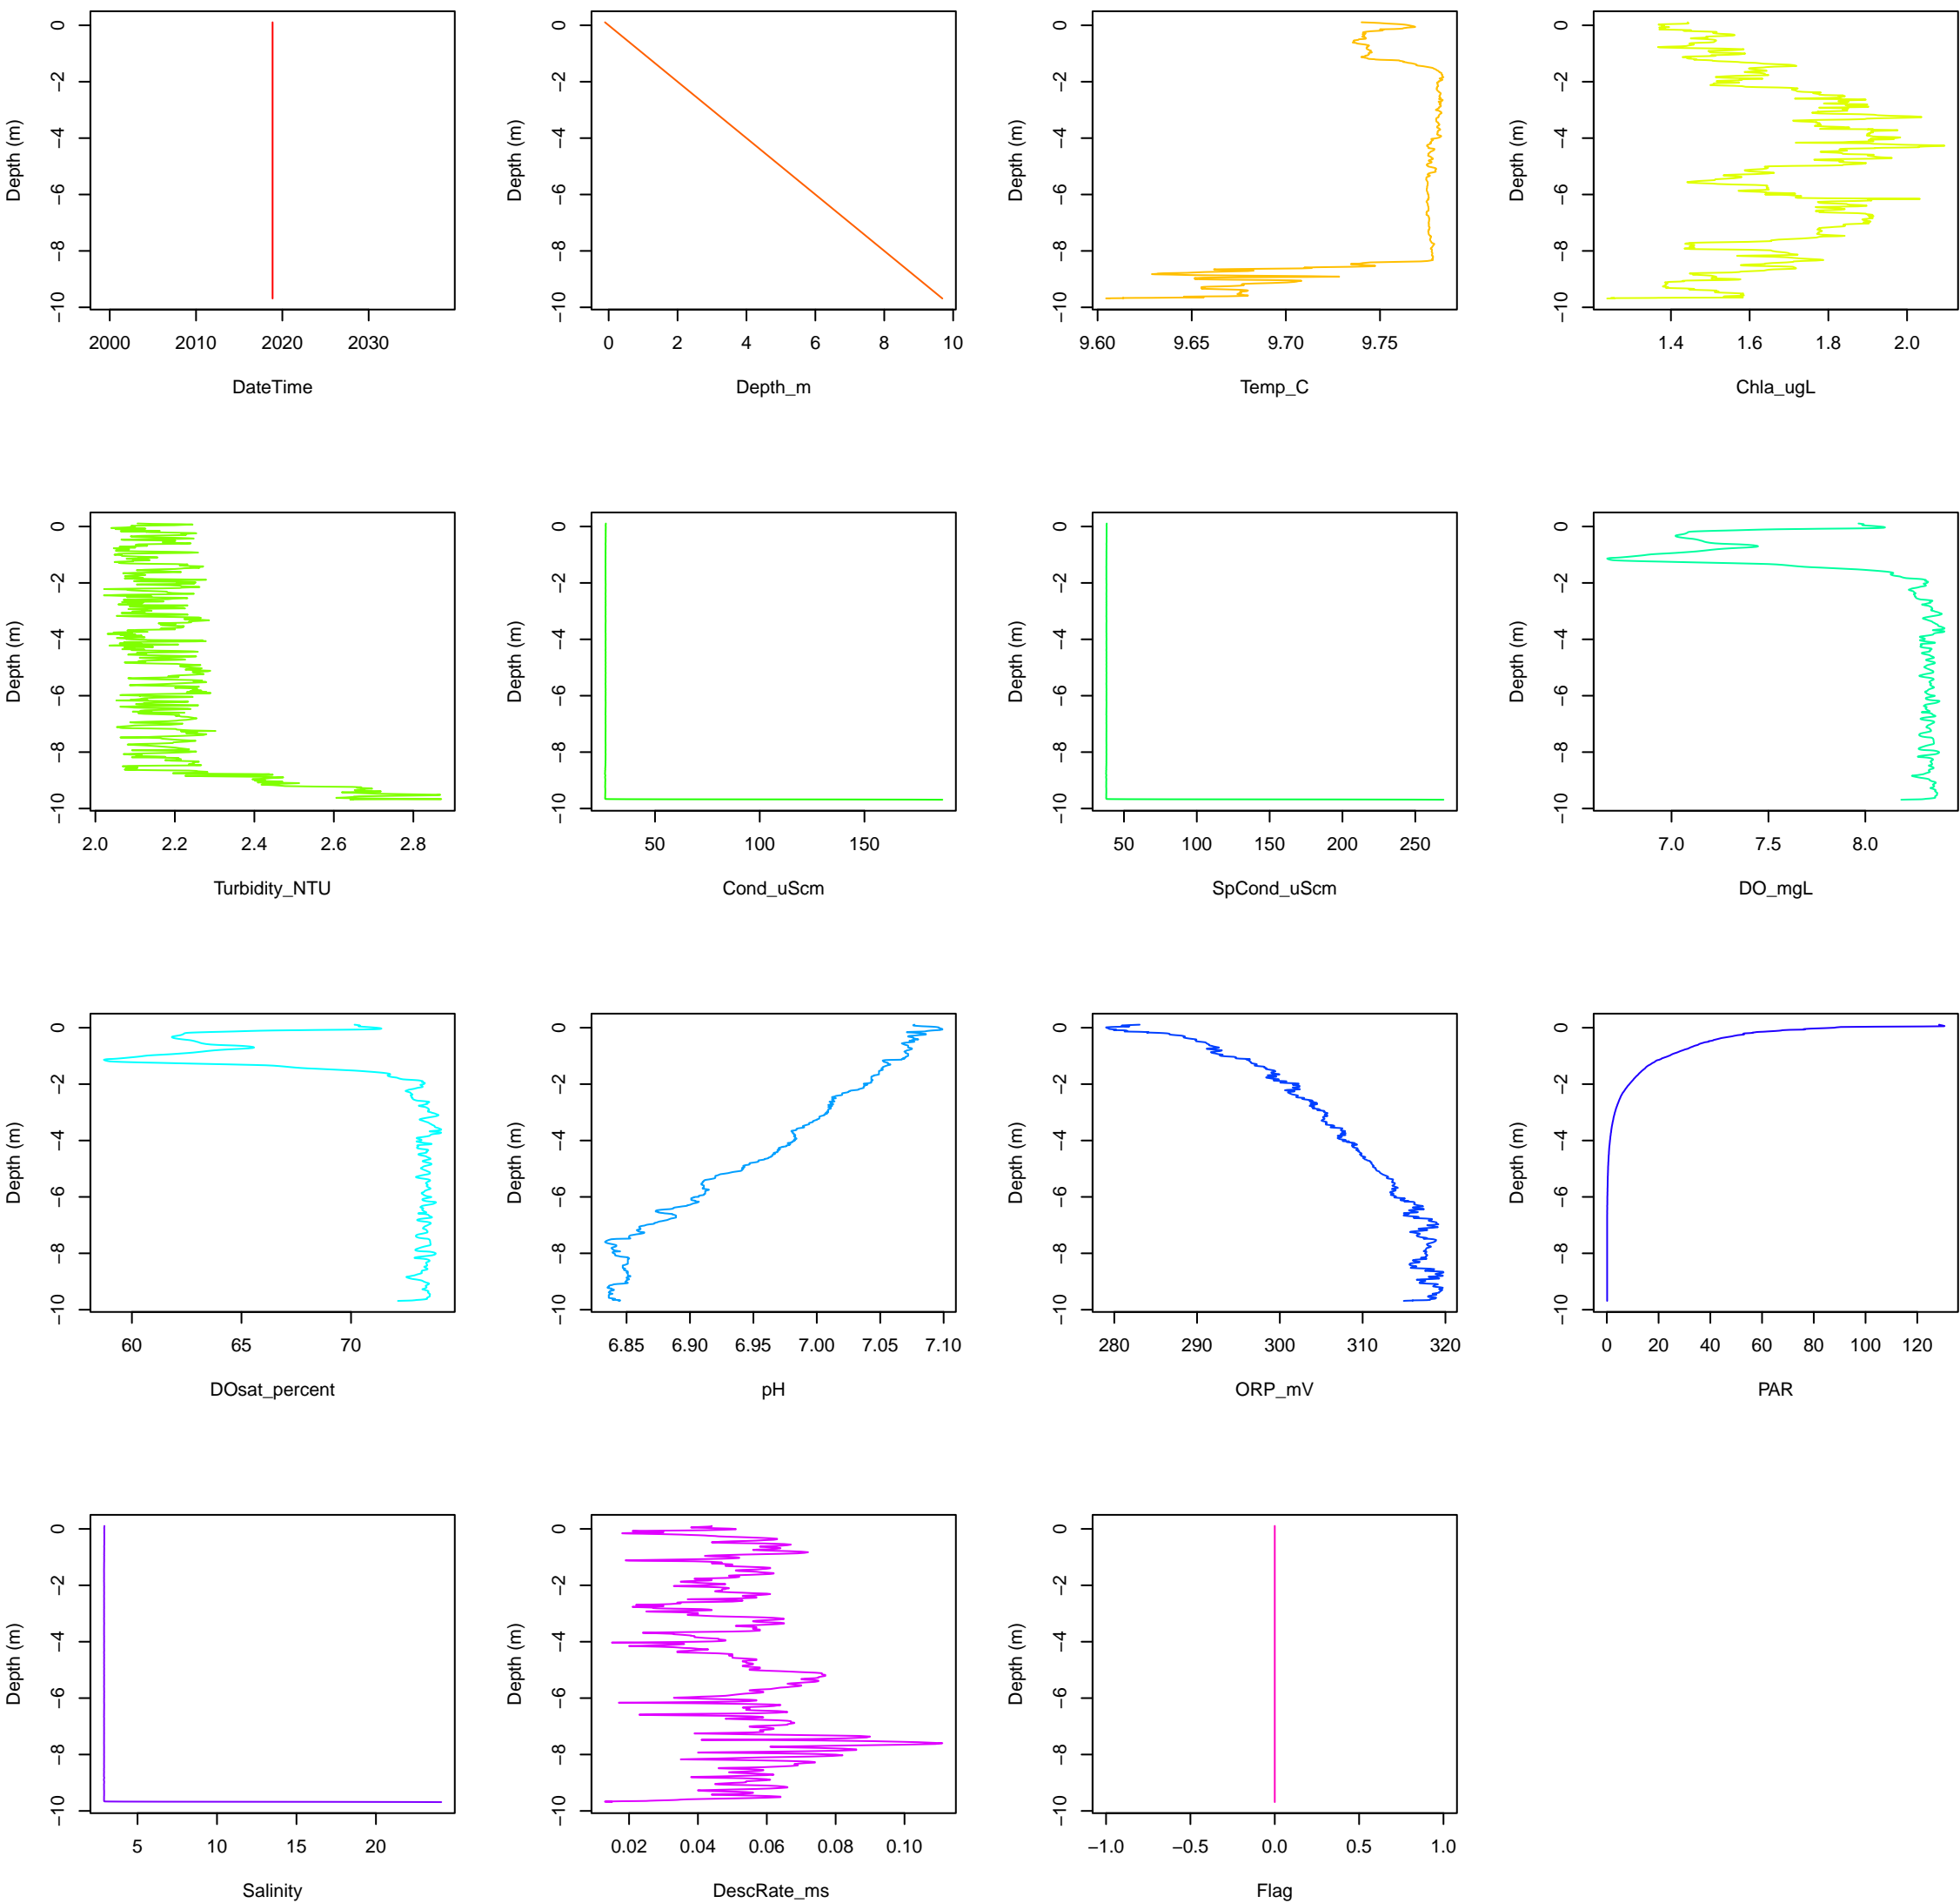 Depth (m)
0
−2
−4
−6
−8
−10
2000 2010 2020 2030
DateTime
Depth (m)
0
−2
−4
−6
−8
−10
0 2 4 6 8 10
Depth_m
Depth (m)
0
−2
−4
−6
−8
−10
9.60 9.65 9.70 9.75
Temp_C
Depth (m)
0
−2
−4
−6
−8
−10
1.4 1.6 1.8 2.0
Chla_ugL
Depth (m)
0
−2
−4
−6
−8
−10
2.0 2.2 2.4 2.6 2.8
Turbidity_NTU
Depth (m)
0
−2
−4
−6
−8
−10
50 100 150
Cond_uScm
Depth (m)
0
−2
−4
−6
−8
−10
50 100 150 200 250
SpCond_uScm
Depth (m)
0
−2
−4
−6
−8
−10
7.0 7.5 8.0
DO_mgL
Depth (m)
0
−2
−4
−6
−8
−10
60 65 70
DOsat_percent
Depth (m)
0
−2
−4
−6
−8
−10
6.85 6.90 6.95 7.00 7.05 7.10
pH
Depth (m)
0
−2
−4
−6
−8
−10
280 290 300 310 320
ORP_mV
Depth (m)
0
−2
−4
−6
−8
−10
0 20 40 60 80 100 120
PAR
Depth (m)
0
−2
−4
−6
−8
−10
5 10 15 20
Salinity
Depth (m)
0
−2
−4
−6
−8
−10
0.02 0.04 0.06 0.08 0.10
DescRate_ms
Depth (m)
0
−2
−4
−6
−8
−10
−1.0 −0.5 0.0 0.5 1.0
Flag